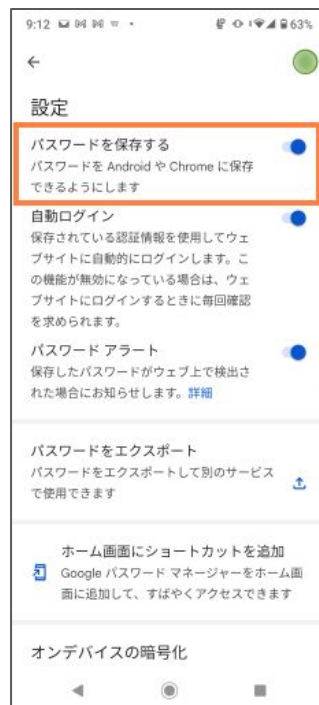 9:12
63%
設定
パスワードを保存する
パスワードを Android や Chrome に保存
できるようにします
自動ログイン
保存されている認証情報を使用してウェ
ブサイトに自動的にログインします。こ
の機能が無効になっている場合は、ウェ
ブサイトにログインするときに毎回確認
を求められます。
パスワード アラート
保存したパスワードがウェブ上で検出さ
れた場合にお知らせします。詳細
パスワードをエクスポート
パスワードをエクスポートして別のサービス
で使用できます
ホーム画面にショートカットを追加
Google パスワード マネージャーをホーム画
面に追加して、すばやくアクセスできます
オンデバイスの暗号化